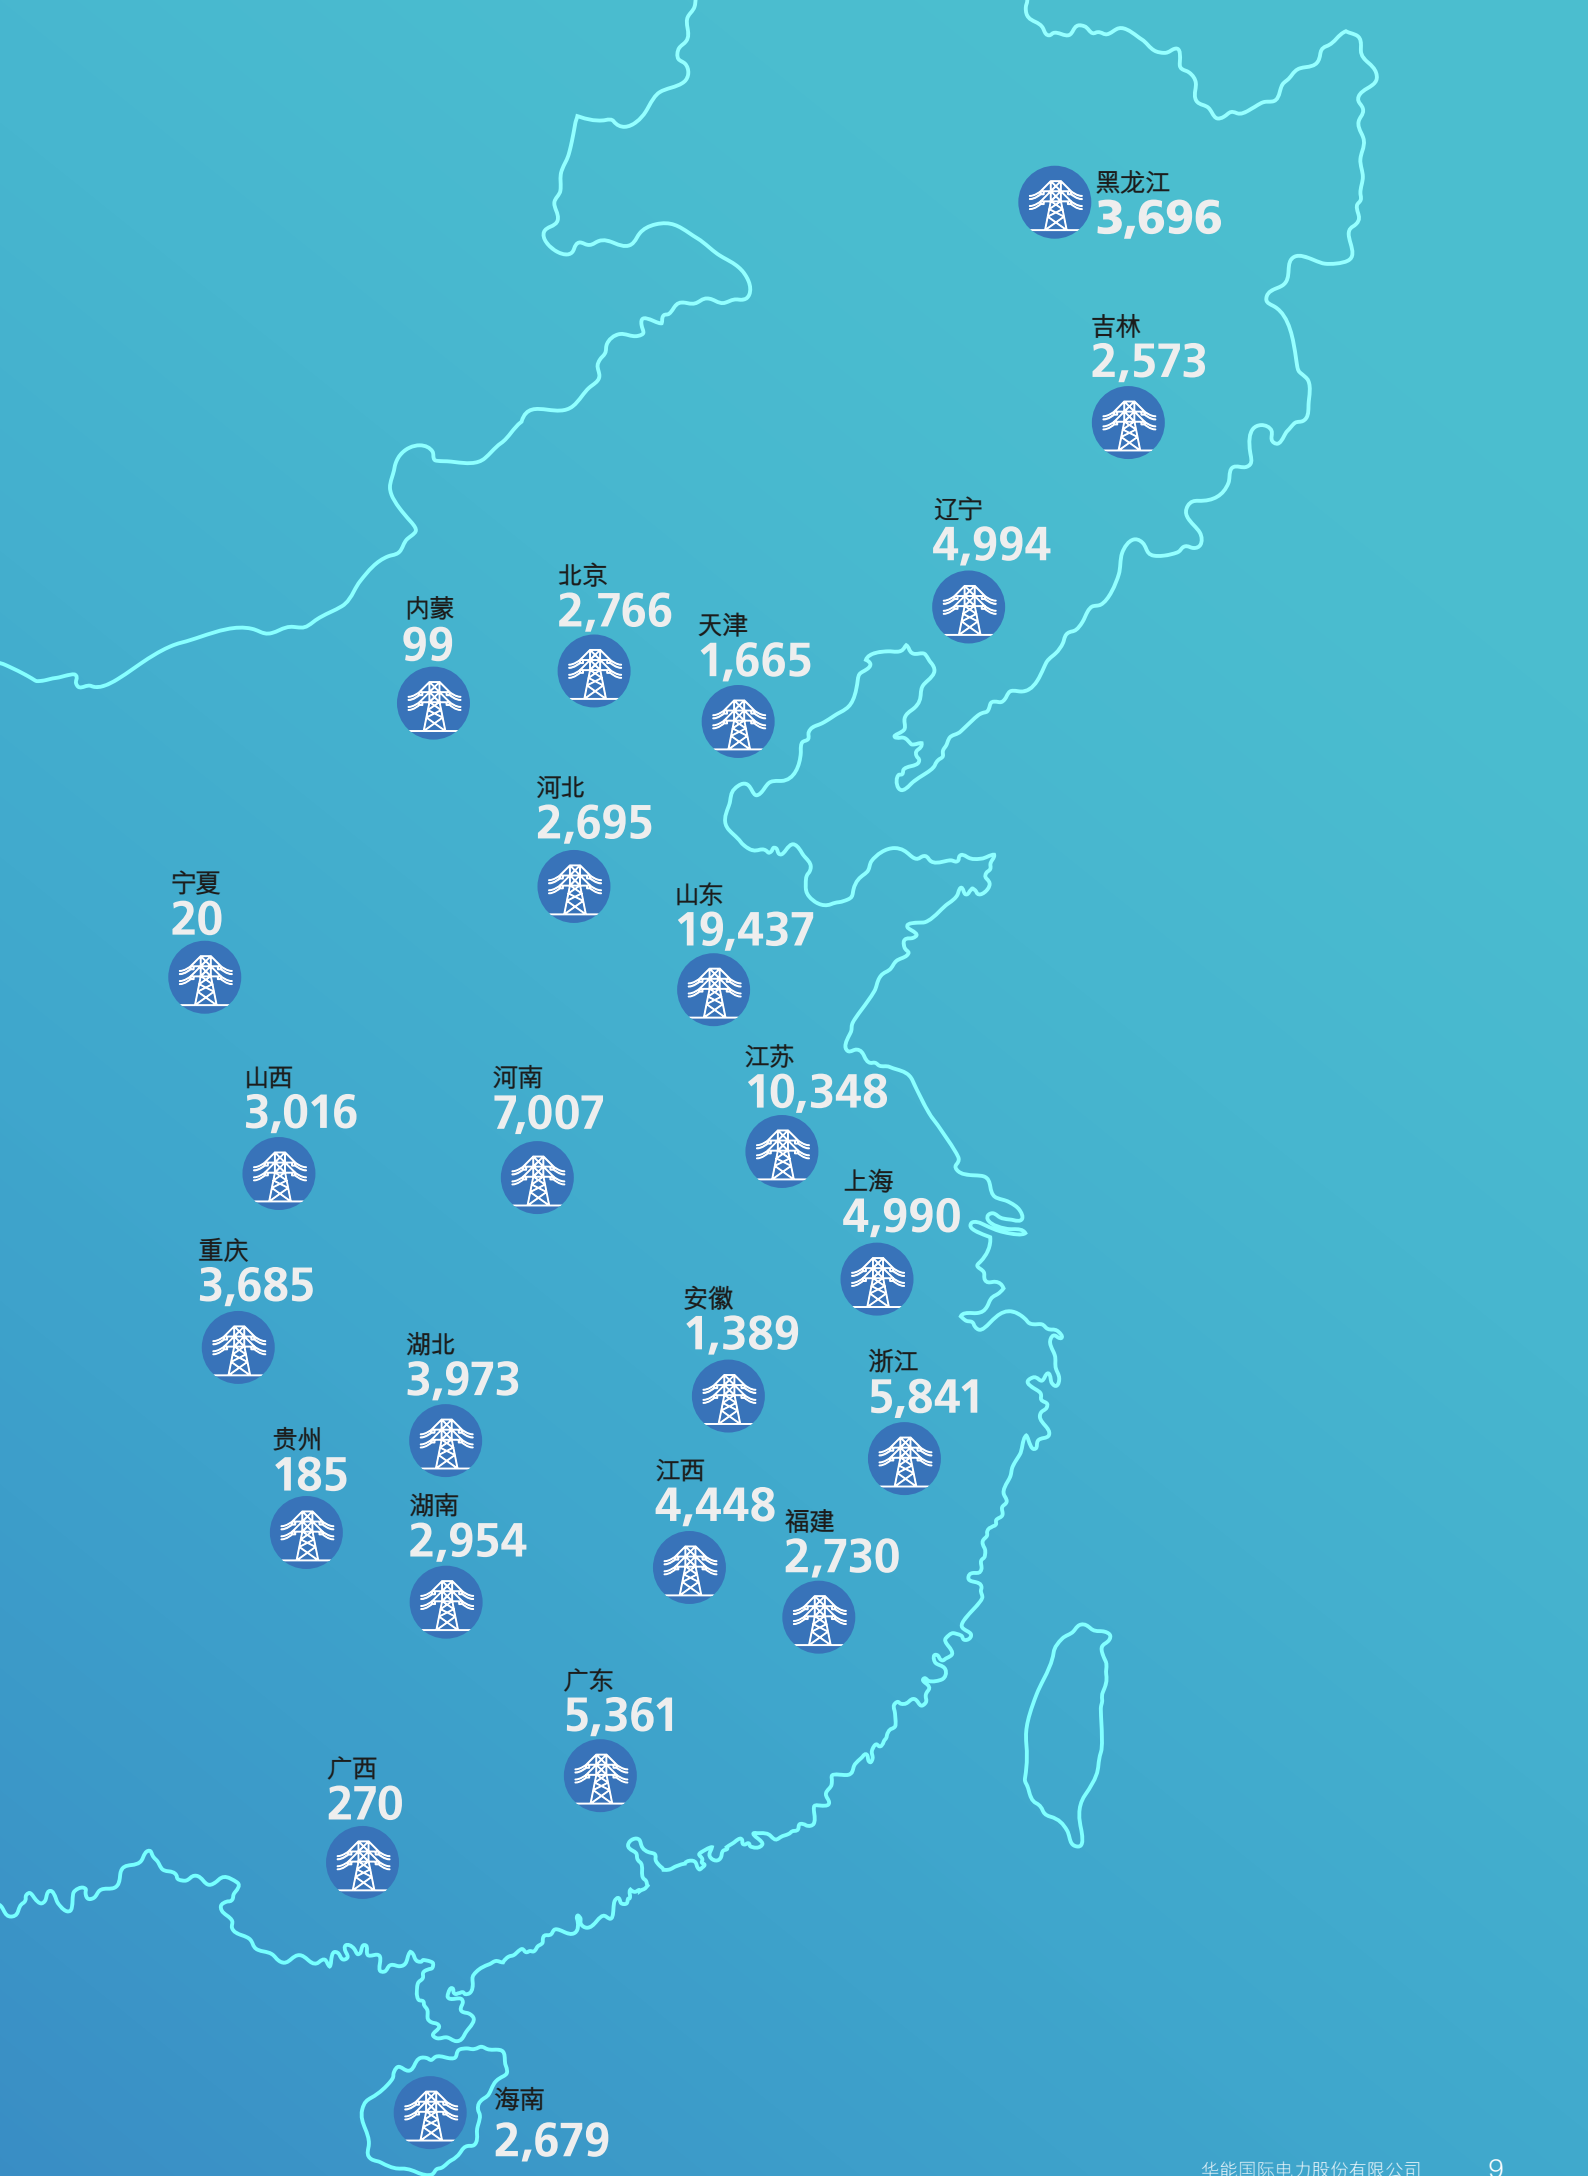 黑龙江
3,696
吉林
2,573
辽宁
4,994
北京
2,766
内蒙
99
天津
1,665
河北
2,695
宁夏
20
山东
19,437
江苏
10,348
山西
3,016
河南
7,007
上海
4,990
重庆
3,685
安徽
1,389
湖北
3,973
浙江
5,841
贵州
185
江西
4,448
湖南
2,954
福建
2,730
广东
5,361
广西
270
海南
2,679
华能国际电力股份有限公司 9